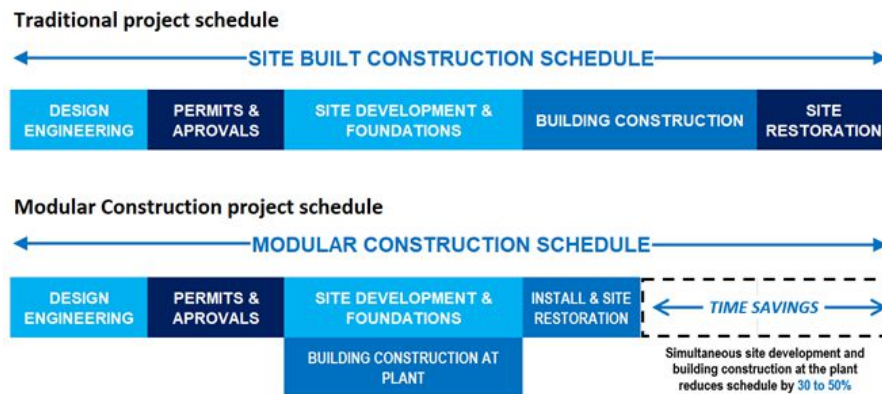 Traditional project schedule
SITE BUILT CONSTRUCTION SCHEDULE
DESIGN
ENGINEERING
PERMITS &
APROVALS
SITE DEVELOPMENT &
FOUNDATIONS
BUILDING CONSTRUCTION
SITE
RESTORATION
Modular Construction project schedule
MODULAR CONSTRUCTION SCHEDULE
DESIGN
ENGINEERING
PERMITS &
APROVALS
SITE DEVELOPMENT &
FOUNDATIONS
INSTALL & SITE
RESTORATION
TIME SAVINGS
BUILDING CONSTRUCTION AT
PLANT
Simultaneous site development and
building construction at the plant
reduces schedule by 30 to 50%